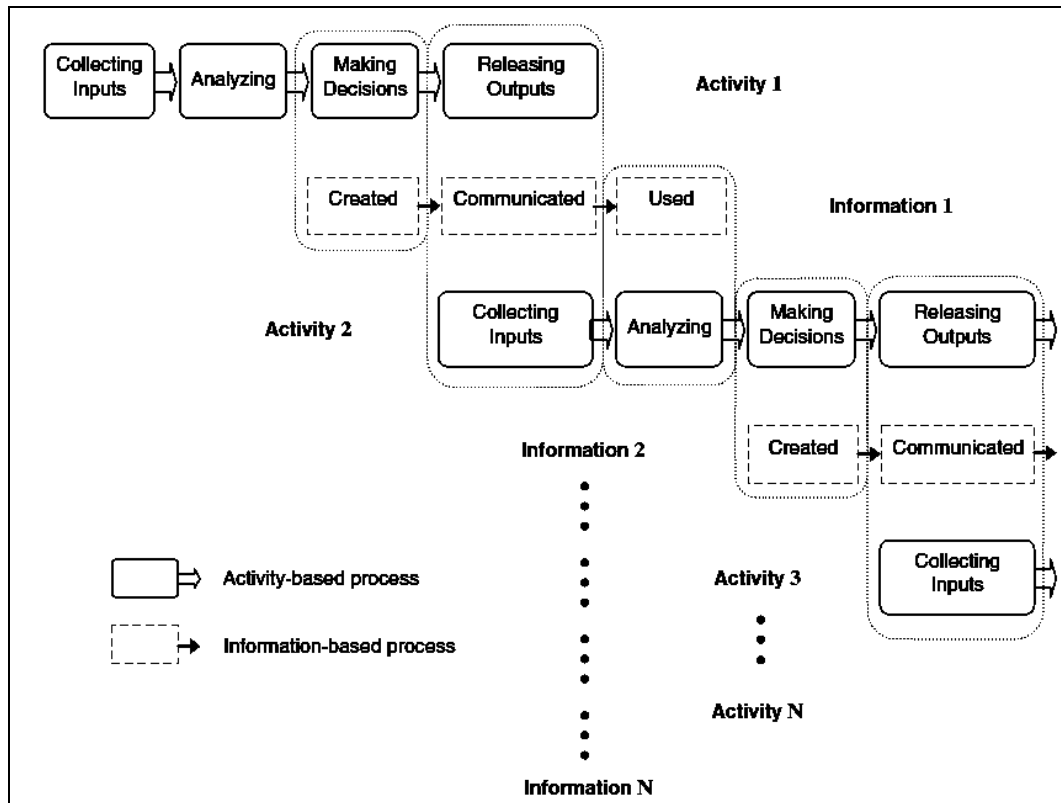 Collecting
Inputs
Analyzing
Making
Decisions
Releasing
Outputs
Activity 1
Created
Communicated
Used
Information 1
Activity 2
Collecting
Inputs
Analyzing
Making
Decisions
Releasing
Outputs
Information 2
Created
Communicated
Activity-based process
Activity 3
Collecting
Inputs
Information-based process
Activity N
Information N